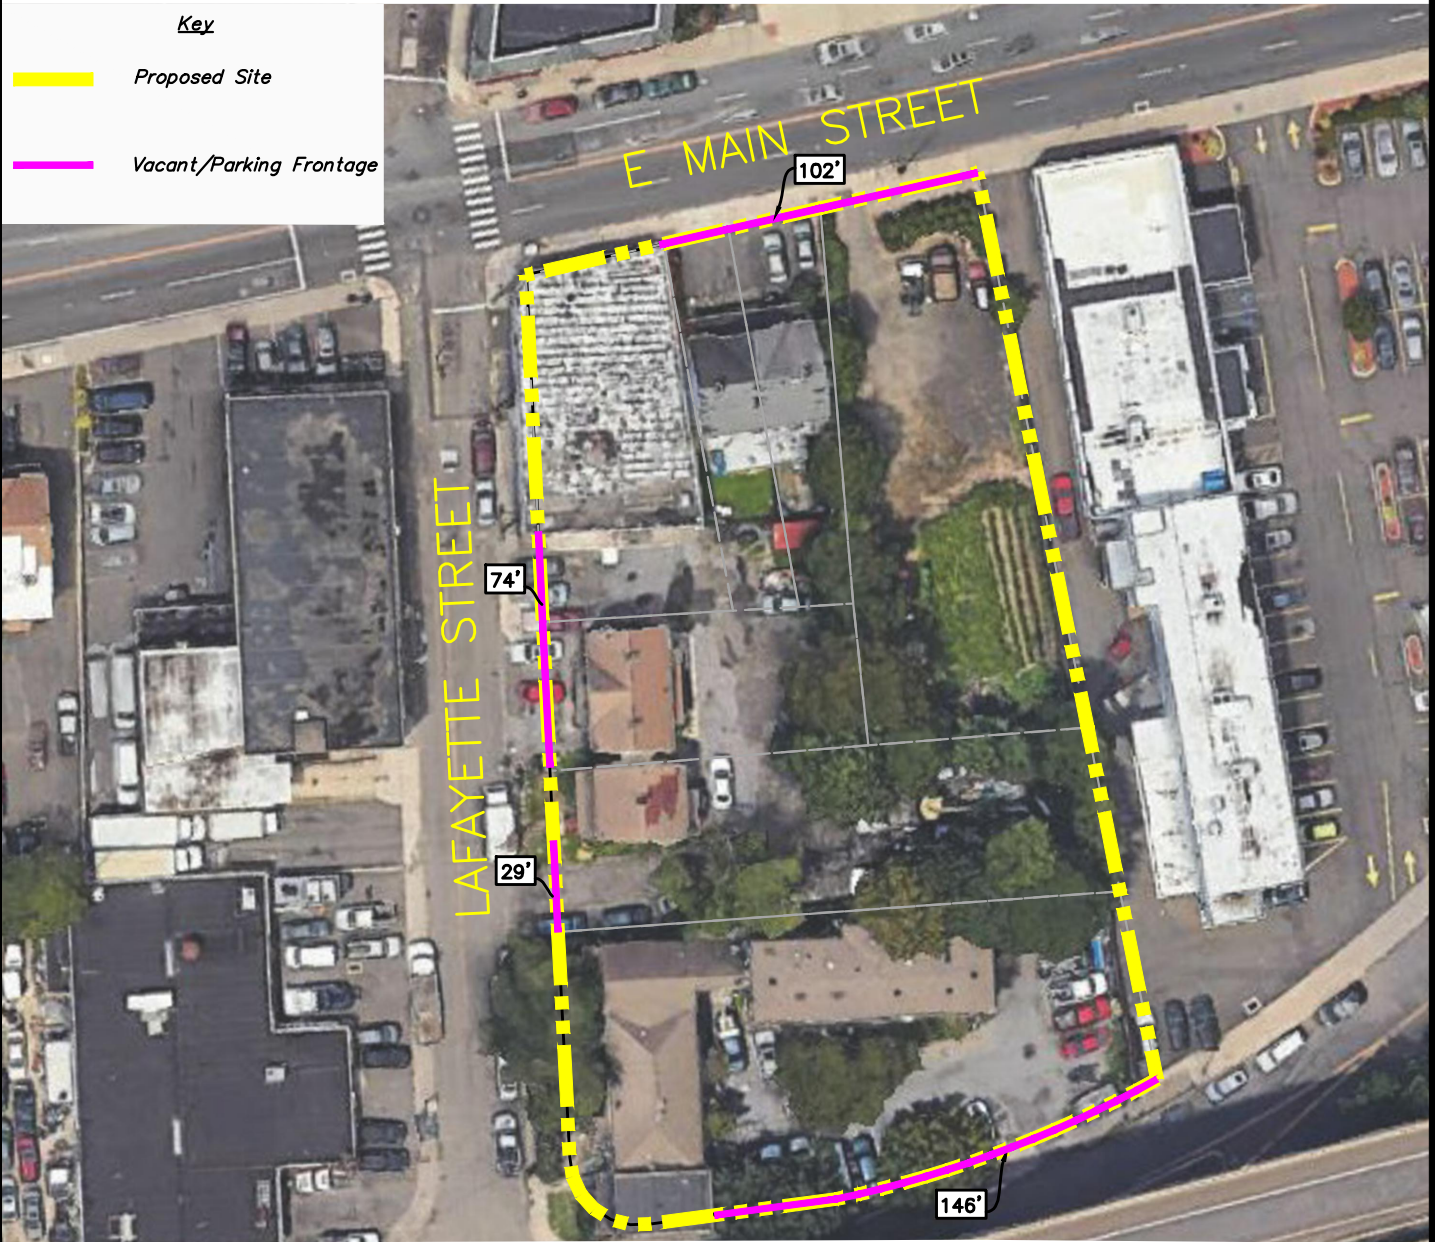 Key
Proposed Site
Vacant/Parking Frontage
E MAIN STREET
102'
LAFAYETTE STREET
74'
29'
146'